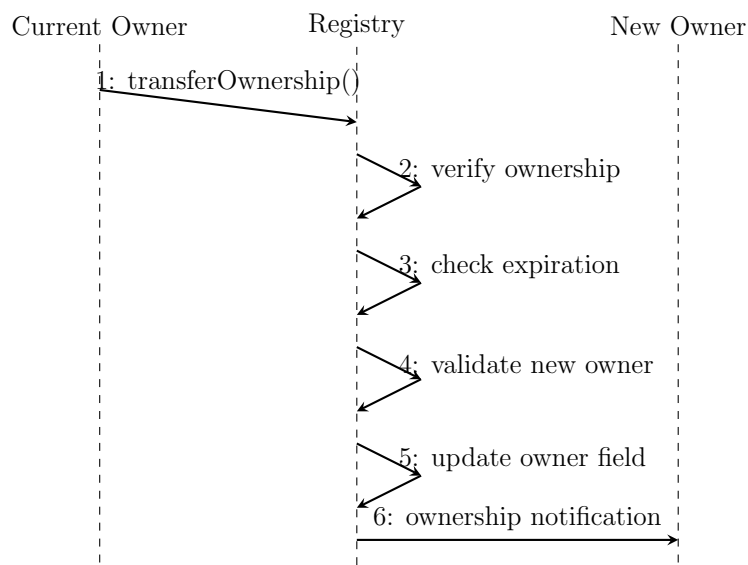 Current Owner
Registry
New Owner
1: transferOwnership()
2: verify ownership
3: check expiration
4: validate new owner
5: update owner field
6: ownership notification